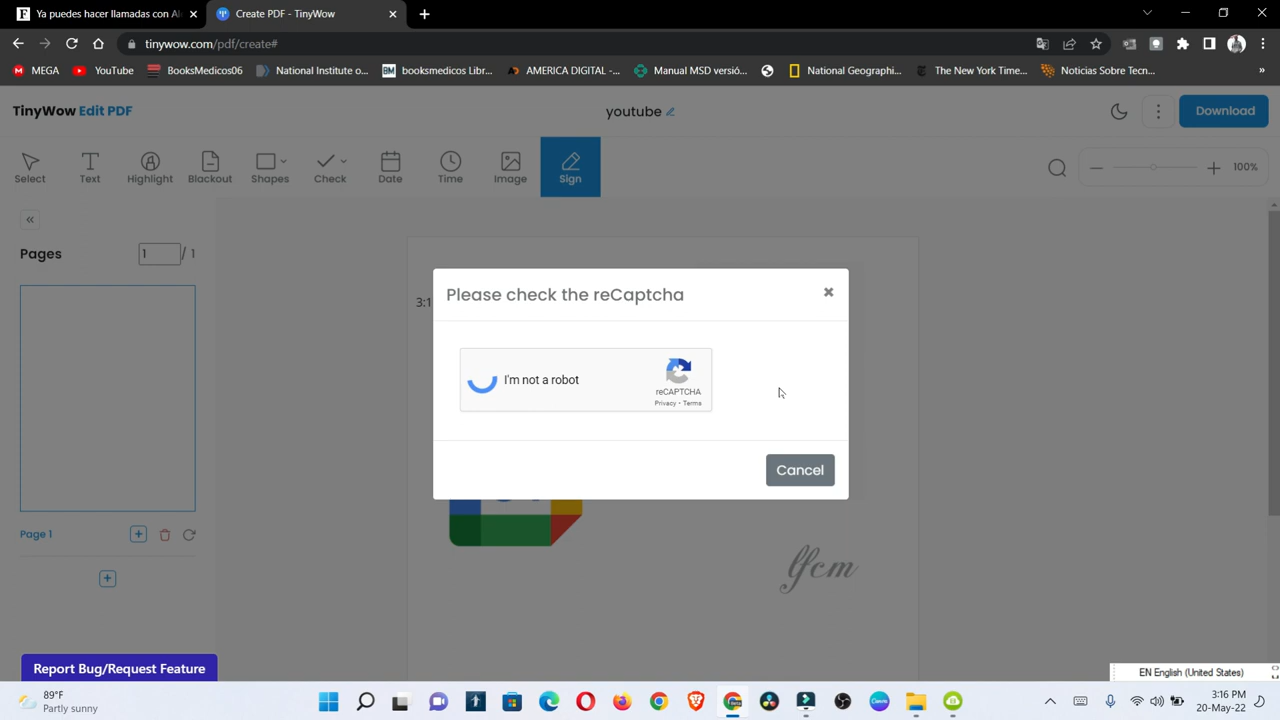 Ya puedes hacer llamadas con Al
Create PDF - TinyWow
tinywow.com/pdf/create#
MEGA
YouTube
BooksMedicos06
National Institute o...
booksmedicos Libr...
AMERICA DIGITAL -...
Manual MSD versió...
National Geographi...
The New York Time...
Noticias Sobre Tecn...
»
TinyWow Edit PDF
youtube
Download
Select
Text
Highlight
Blackout
Shapes
Check
Date
Time
Image
Sign
100%
«
Pages
1 / 1
Please check the reCaptcha
3:1
I'm not a robot
reCAPTCHA
Privacy - Terms
Cancel
Page 1
lfcm
Report Bug/Request Feature
EN English (United States)
89°F
Partly sunny
3:16 PM
20-May-22